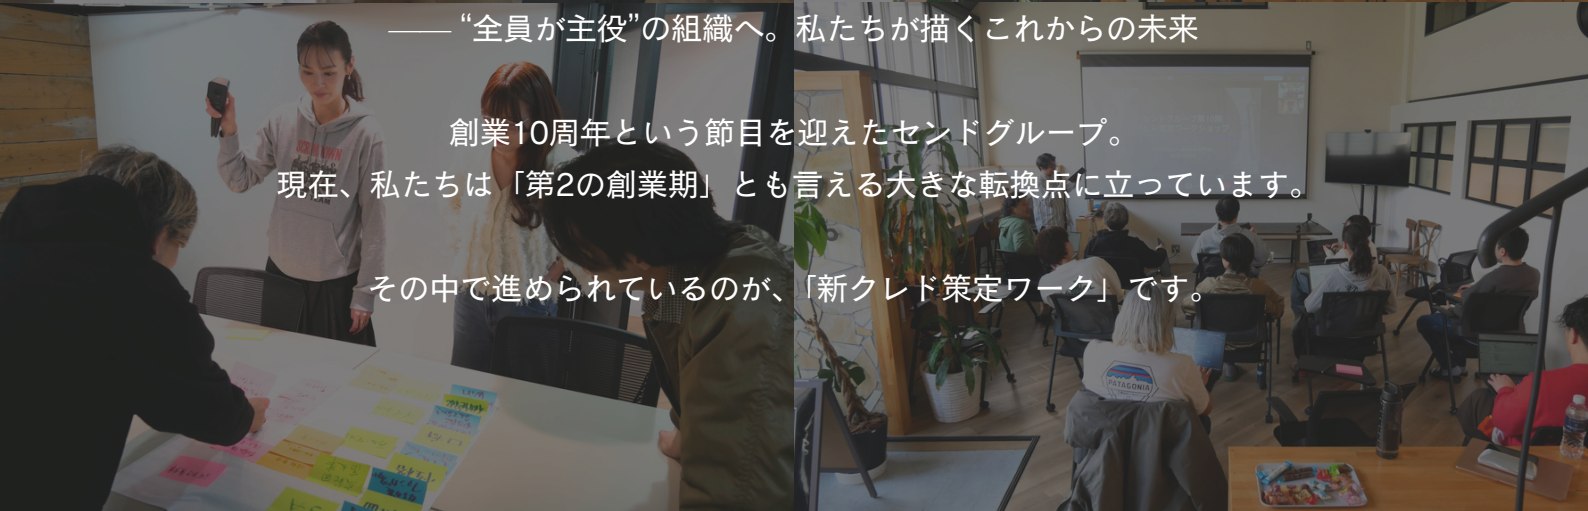 ―― “全員が主役”の組織へ。私たちが描くこれからの未来
創業10周年という節目を迎えたセンドグループ。
現在、私たちは「第2の創業期」とも言える大きな転換点に立っています。
その中で進められているのが、「新クレド策定ワーク」です。
PATAGONIA